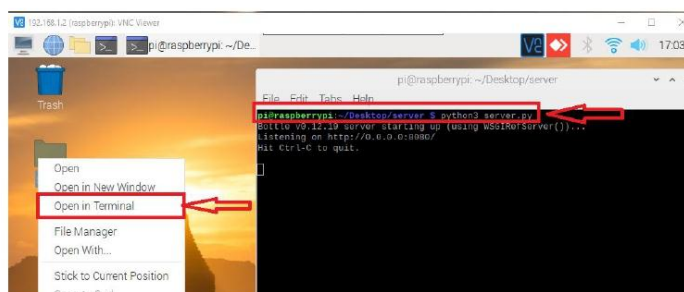 192.168.1.2 (raspberrypi): VNC Viewer
pi@raspberrypi: ~/De...
17:03
Trash
pi@raspberrypi: ~/Desktop/server
File Edit Tabs Help
pi@raspberrypi:~/Desktop/server $ python3 server.py
Bottle v0.12.19 server starting up (using WSGIRefServer())...
Listening on http://0.0.0.0:8080/
Hit Ctrl-C to quit.
Open
Open in New Window
Open in Terminal
File Manager
Open With...
Stick to Current Position